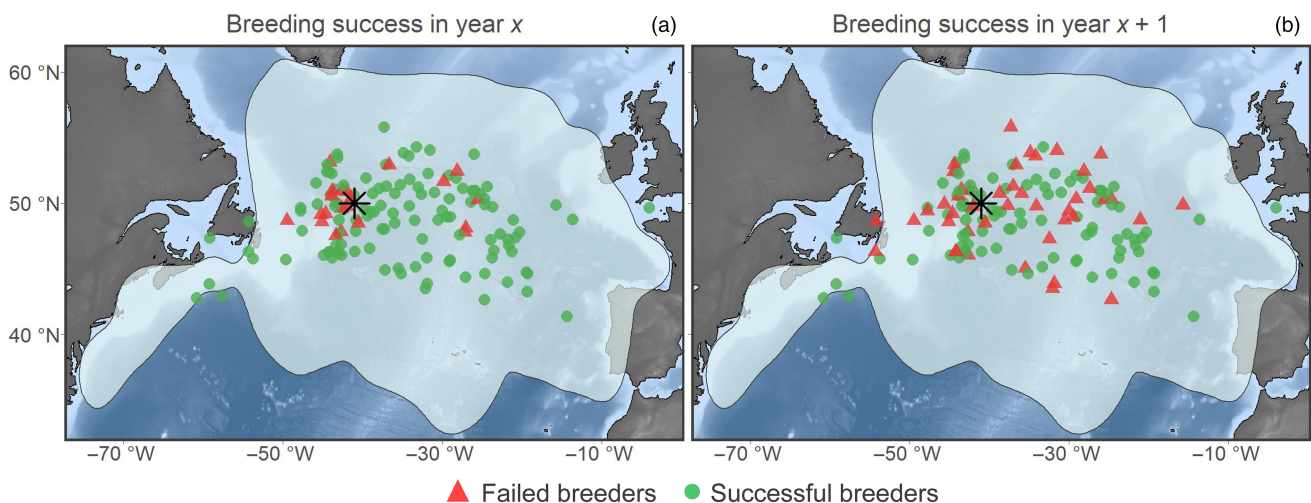 Breeding success in year x (a)
Breeding success in year x + 1 (b)
60 °N
50 °N
40 °N
−70 °W −50 °W −30 °W −10 °W
−70 °W −50 °W −30 °W −10 °W
Failed breeders Successful breeders